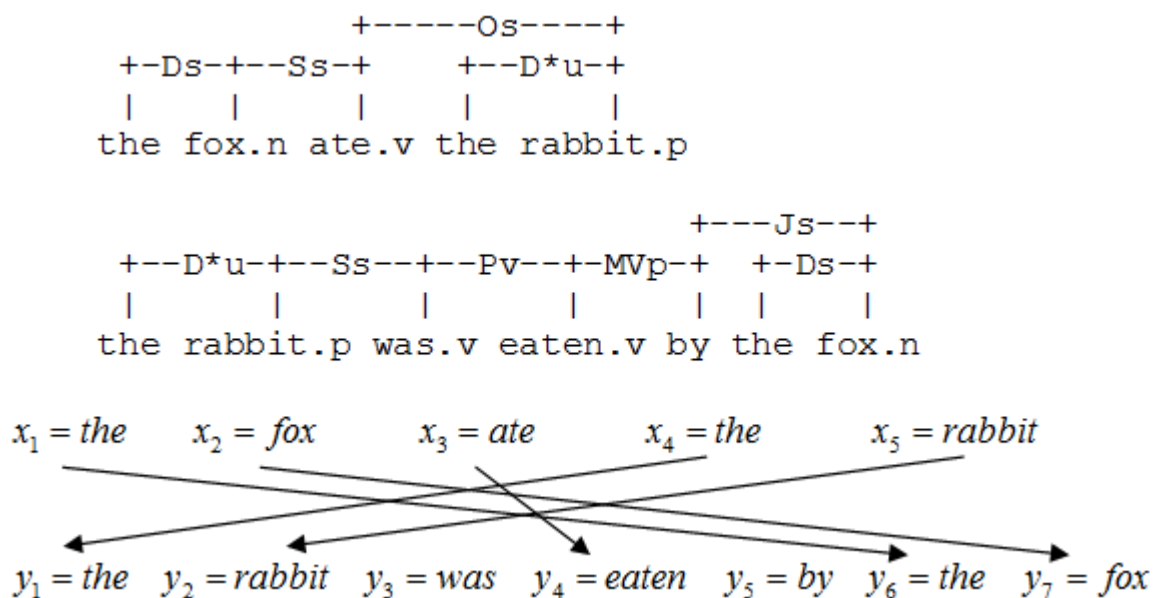 +-----Os----+
+-Ds-+--Ss-+ +--D*u-+
| | | | |
the fox.n ate.v the rabbit.p
+---Js--+
+--D*u-+--Ss--+--Pv--+-MVp-+ +-Ds-+
| | | | | | |
the rabbit.p was.v eaten.v by the fox.n
x₁ = the x₂ = fox x₃ = ate x₄ = the x₅ = rabbit
y₁ = the y₂ = rabbit y₃ = was y₄ = eaten y₅ = by y₆ = the y₇ = fox